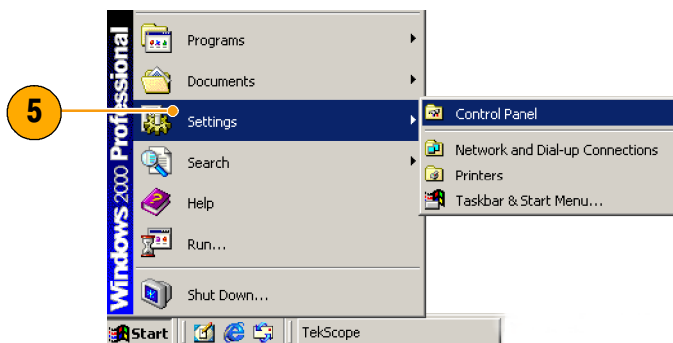 Windows 2000 Professional
Programs
Documents
5
Settings
Search
Help
Run...
Shut Down...
Control Panel
Network and Dial-up Connections
Printers
Taskbar & Start Menu...
Start
TekScope